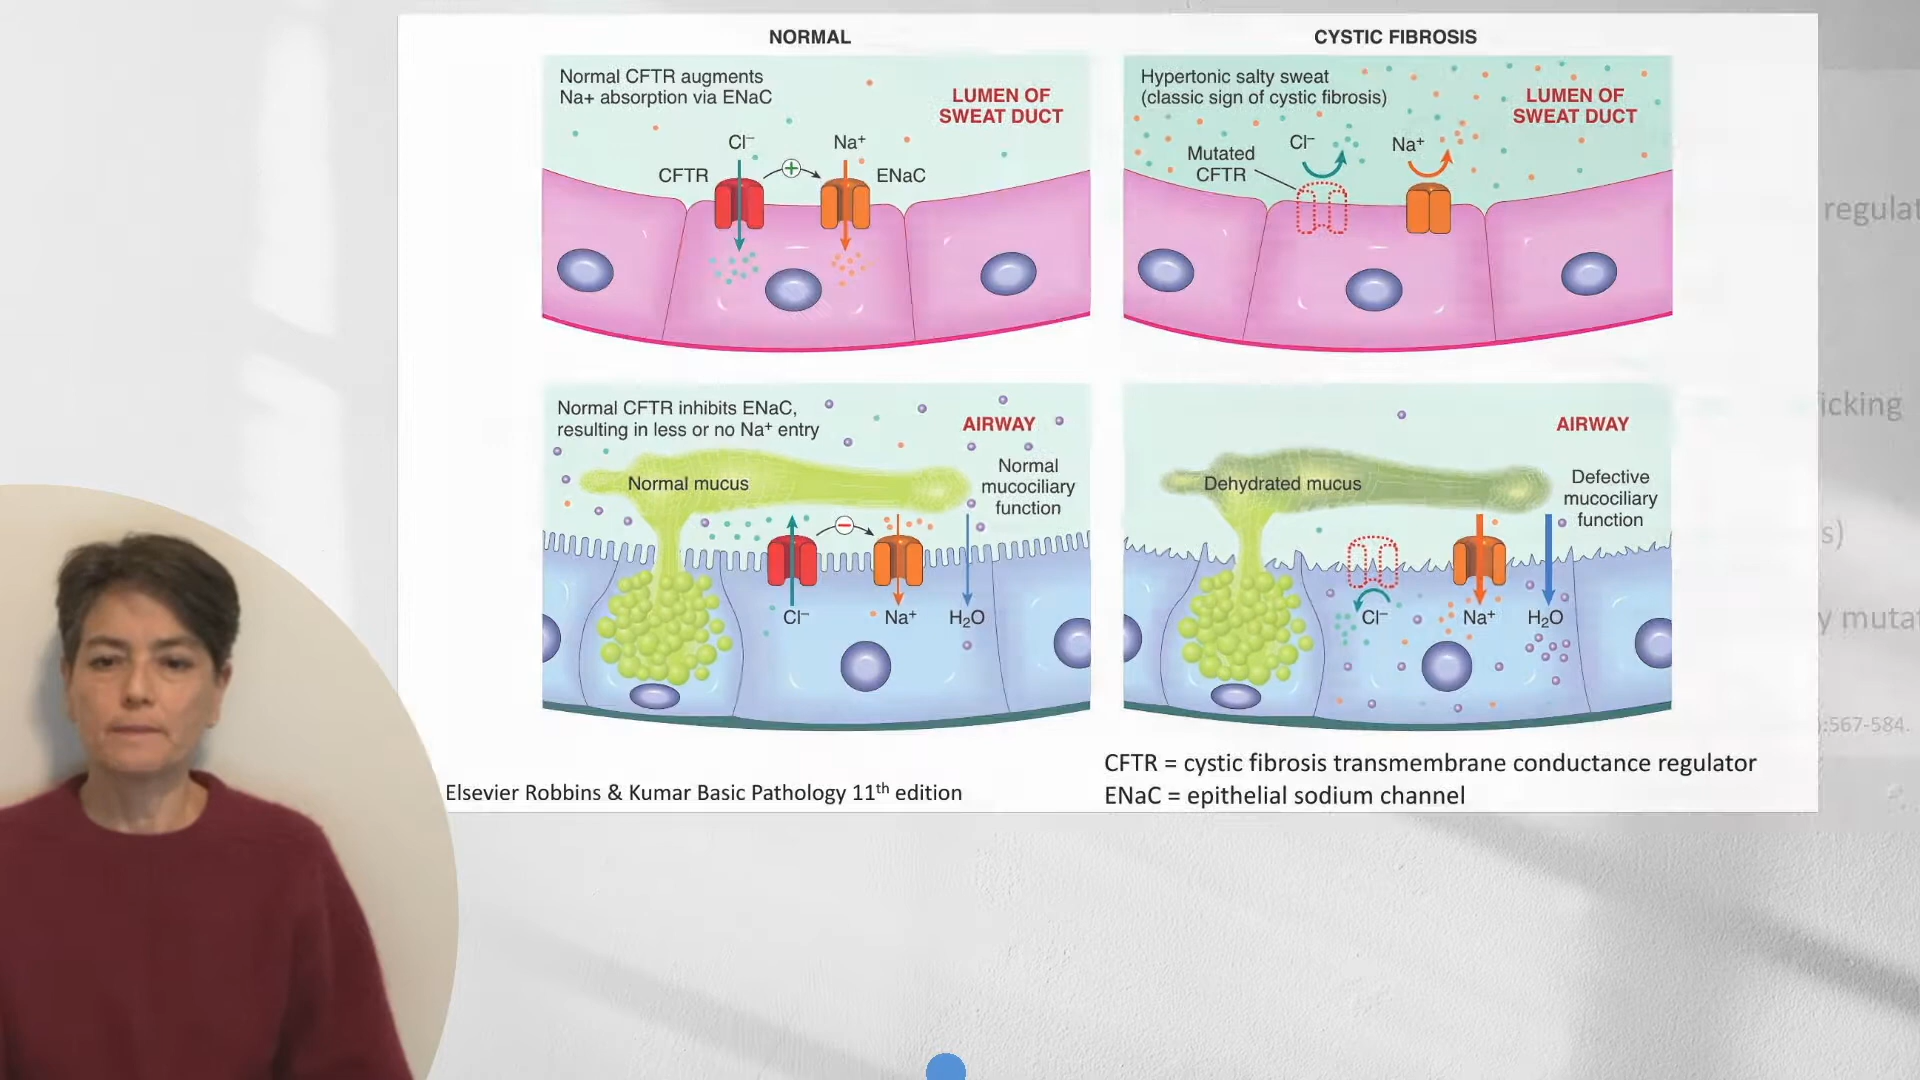 NORMAL
Normal CFTR augments
Na+ absorption via ENaC
LUMEN OF
SWEAT DUCT
Cl⁻
Na⁺
CFTR
+
ENaC
CYSTIC FIBROSIS
Hypertonic salty sweat
(classic sign of cystic fibrosis)
LUMEN OF
SWEAT DUCT
Cl⁻
Na⁺
Mutated
CFTR
Normal CFTR inhibits ENaC,
resulting in less or no Na⁺ entry
AIRWAY
Normal mucus
Normal
mucociliary
function
−
Cl⁻
Na⁺
H₂O
AIRWAY
Dehydrated mucus
Defective
mucociliary
function
Cl⁻
Na⁺
H₂O
Elsevier Robbins & Kumar Basic Pathology 11th edition
CFTR = cystic fibrosis transmembrane conductance regulator
ENaC = epithelial sodium channel
:567-584.